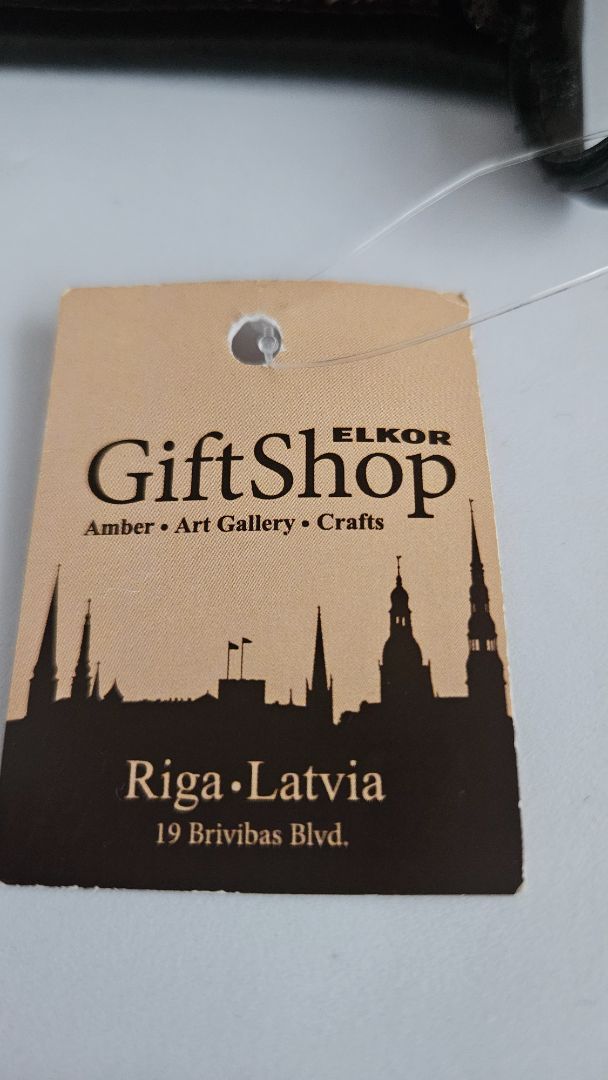 ELKOR
GiftShop
Amber • Art Gallery • Crafts
Riga • Latvia
19 Brivibas Blvd.